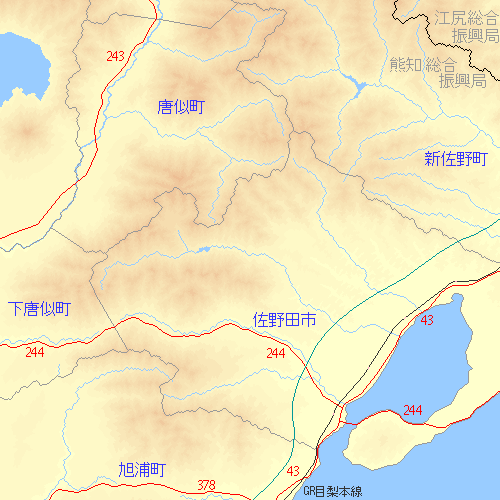 江尻総合
振興局
熊知総合
振興局
243
唐似町
新佐野町
下唐似町
佐野田市
43
244
244
244
旭浦町
378
43
GR目梨本線